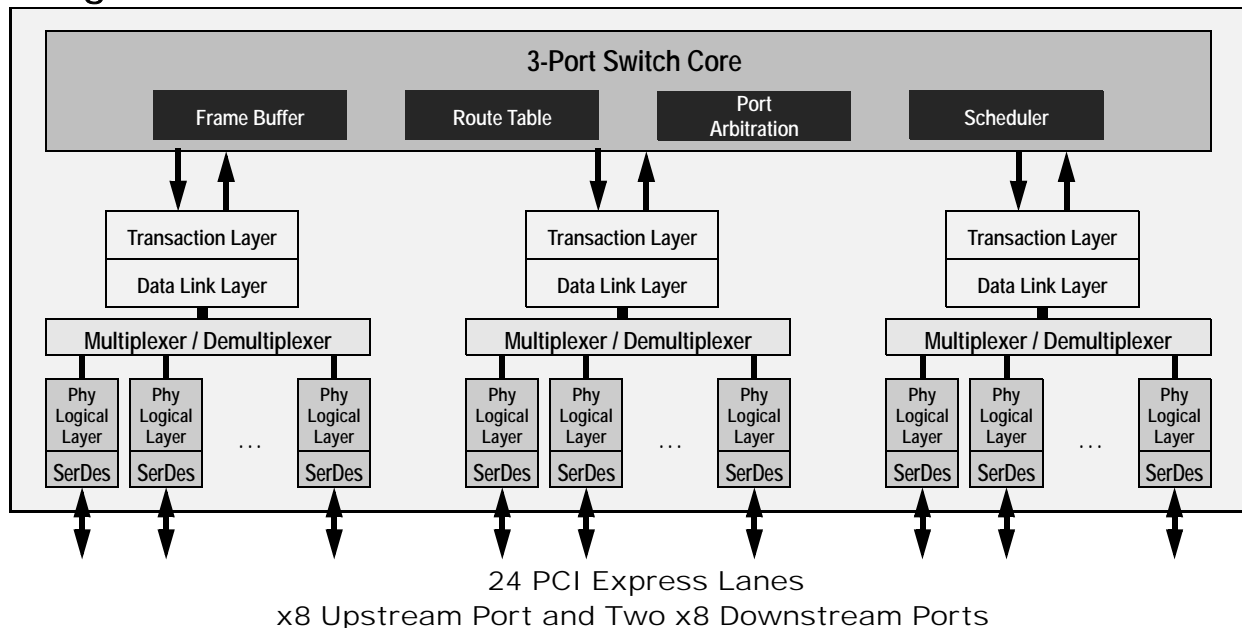 3-Port Switch Core
Frame Buffer
Route Table
Port
Arbitration
Scheduler
Transaction Layer
Data Link Layer
Multiplexer / Demultiplexer
Phy
Logical
Layer
SerDes
Phy
Logical
Layer
SerDes
...
Phy
Logical
Layer
SerDes
Transaction Layer
Data Link Layer
Multiplexer / Demultiplexer
Phy
Logical
Layer
SerDes
Phy
Logical
Layer
SerDes
...
Phy
Logical
Layer
SerDes
Transaction Layer
Data Link Layer
Multiplexer / Demultiplexer
Phy
Logical
Layer
SerDes
Phy
Logical
Layer
SerDes
...
Phy
Logical
Layer
SerDes
24 PCI Express Lanes
x8 Upstream Port and Two x8 Downstream Ports